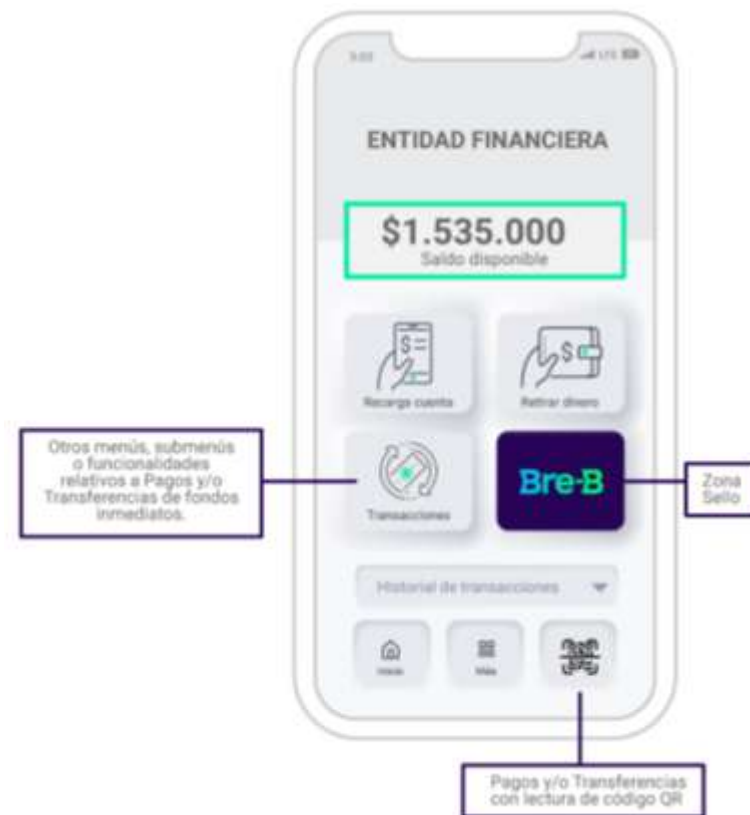 LTE
ENTIDAD FINANCIERA
$1.535.000
Saldo disponible
$
$
Recarga cuenta
Retirar dinero
Otros menús, submenús
o funcionalidades
relativos a Pagos y/o
Transferencias de fondos
inmediatos.
Transacciones
Bre-B
Zona
Sello
Historial de transacciones
Inicio
Más
Pagos y/o Transferencias
con lectura de código QR